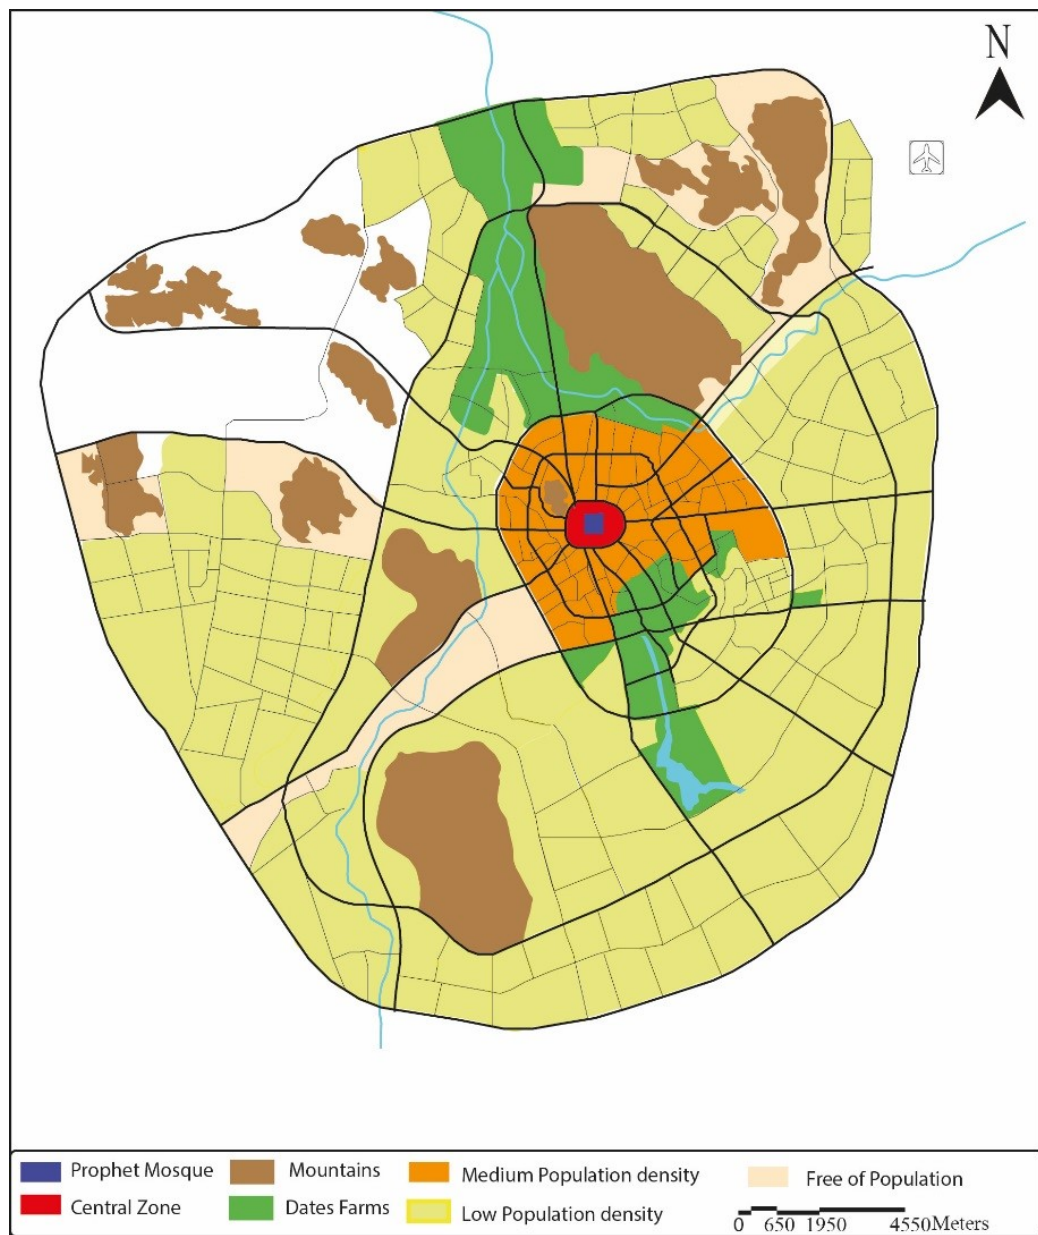 N
Prophet Mosque
Mountains
Medium Population density
Free of Population
Central Zone
Dates Farms
Low Population density
0 650 1950 4550Meters